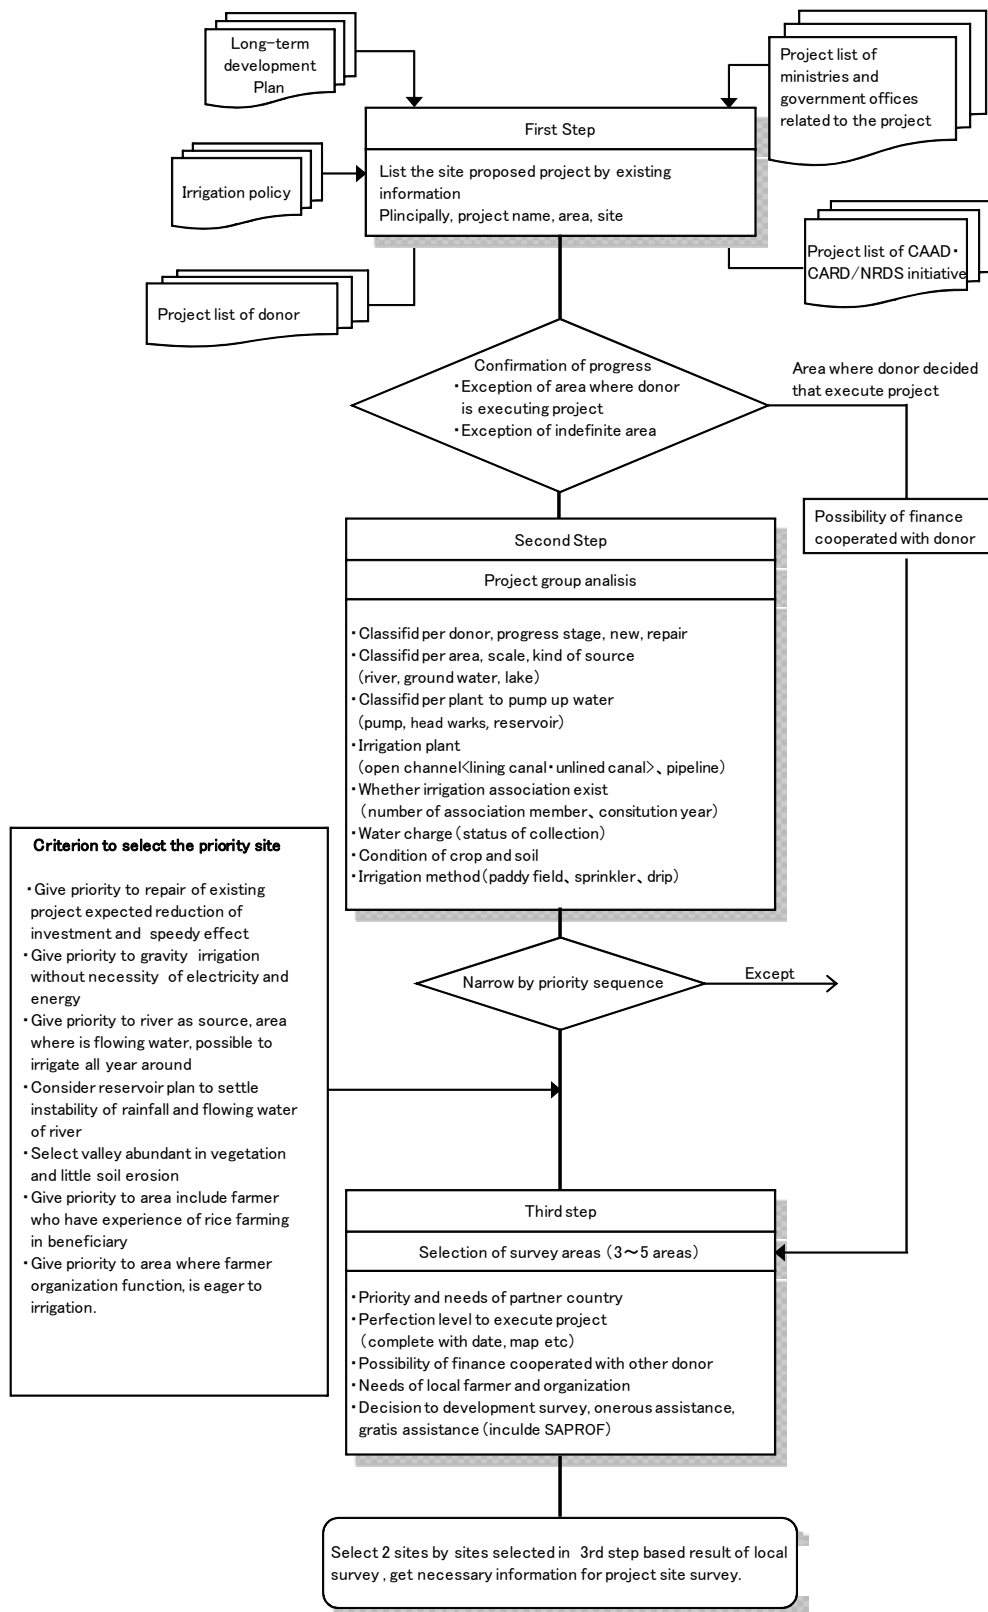 Long-term
development
Plan
Project list of
ministries and
government offices
related to the project
First Step
List the site proposed project by existing
information
Plincipally, project name, area, site
Irrigation policy
Project list of CAAD・
CARD/NRDS initiative
Project list of donor
Confirmation of progress
・Exception of area where donor
is executing project
・Exception of indefinite area
Area where donor decided
that execute project
Possibility of finance
cooperated with donor
Second Step
Project group analisis
・Classifid per donor, progress stage, new, repair
・Classifid per area, scale, kind of source
(river, ground water, lake)
・Classifid per plant to pump up water
(pump, head warks, reservoir)
・Irrigation plant
(open channel<lining canal・unlined canal>、pipeline)
・Whether irrigation association exist
(number of association member、consitution year)
・Water charge (status of collection)
・Condition of crop and soil
・Irrigation method (paddy field、sprinkler、drip)
Criterion to select the priority site
・Give priority to repair of existing
project expected reduction of
investment and speedy effect
・Give priority to gravity irrigation
without necessity of electricity and
energy
・Give priority to river as source, area
where is flowing water, possible to
irrigate all year around
・Consider reservoir plan to settle
instability of rainfall and flowing water
of river
・Select valley abundant in vegetation
and little soil erosion
・Give priority to area include farmer
who have experience of rice farming
in beneficiary
・Give priority to area where farmer
organization function, is eager to
irrigation.
Narrow by priority sequence
Except
Third step
Selection of survey areas (3～5 areas)
・Priority and needs of partner country
・Perfection level to execute project
(complete with date, map etc)
・Possibility of finance cooperated with other donor
・Needs of local farmer and organization
・Decision to development survey, onerous assistance,
gratis assistance (inculde SAPROF)
Select 2 sites by sites selected in 3rd step based result of local
survey , get necessary information for project site survey.